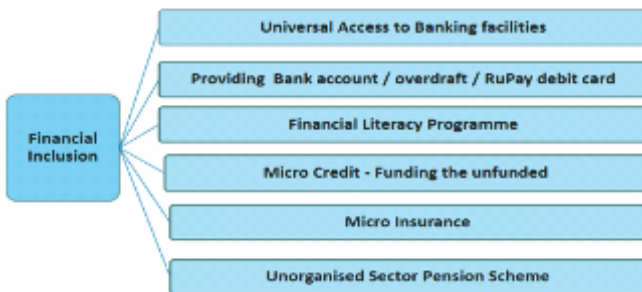 Universal Access to Banking facilities
Providing Bank account / overdraft / RuPay debit card
Financial Literacy Programme
Financial
Inclusion
Micro Credit - Funding the unfunded
Micro Insurance
Unorganised Sector Pension Scheme